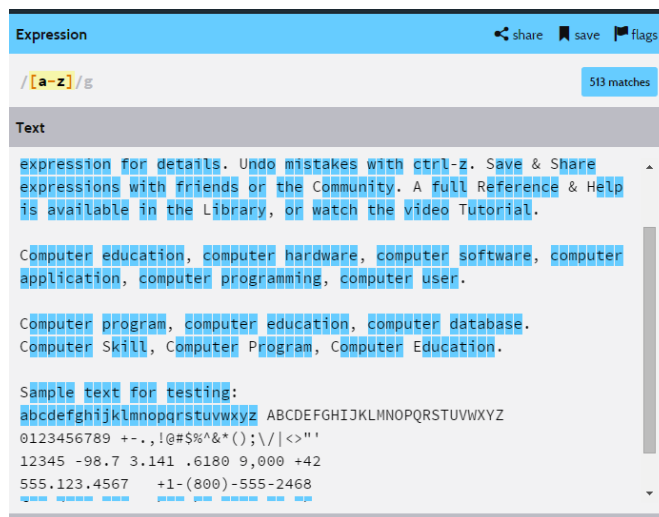 Expression
share save flags
/[a-z]/g
513 matches
Text
expression for details. Undo mistakes with ctrl-z. Save & Share
expressions with friends or the Community. A full Reference & Help
is available in the Library, or watch the video Tutorial.
Computer education, computer hardware, computer software, computer
application, computer programming, computer user.
Computer program, computer education, computer database.
Computer Skill, Computer Program, Computer Education.
Sample text for testing:
abcdefghijklmnopqrstuvwxyz ABCDEFGHIJKLMNOPQRSTUVWXYZ
0123456789 +-.,!@#$%^&*();\/|<>"'
12345 -98.7 3.141 .6180 9,000 +42
555.123.4567 +1-(800)-555-2468